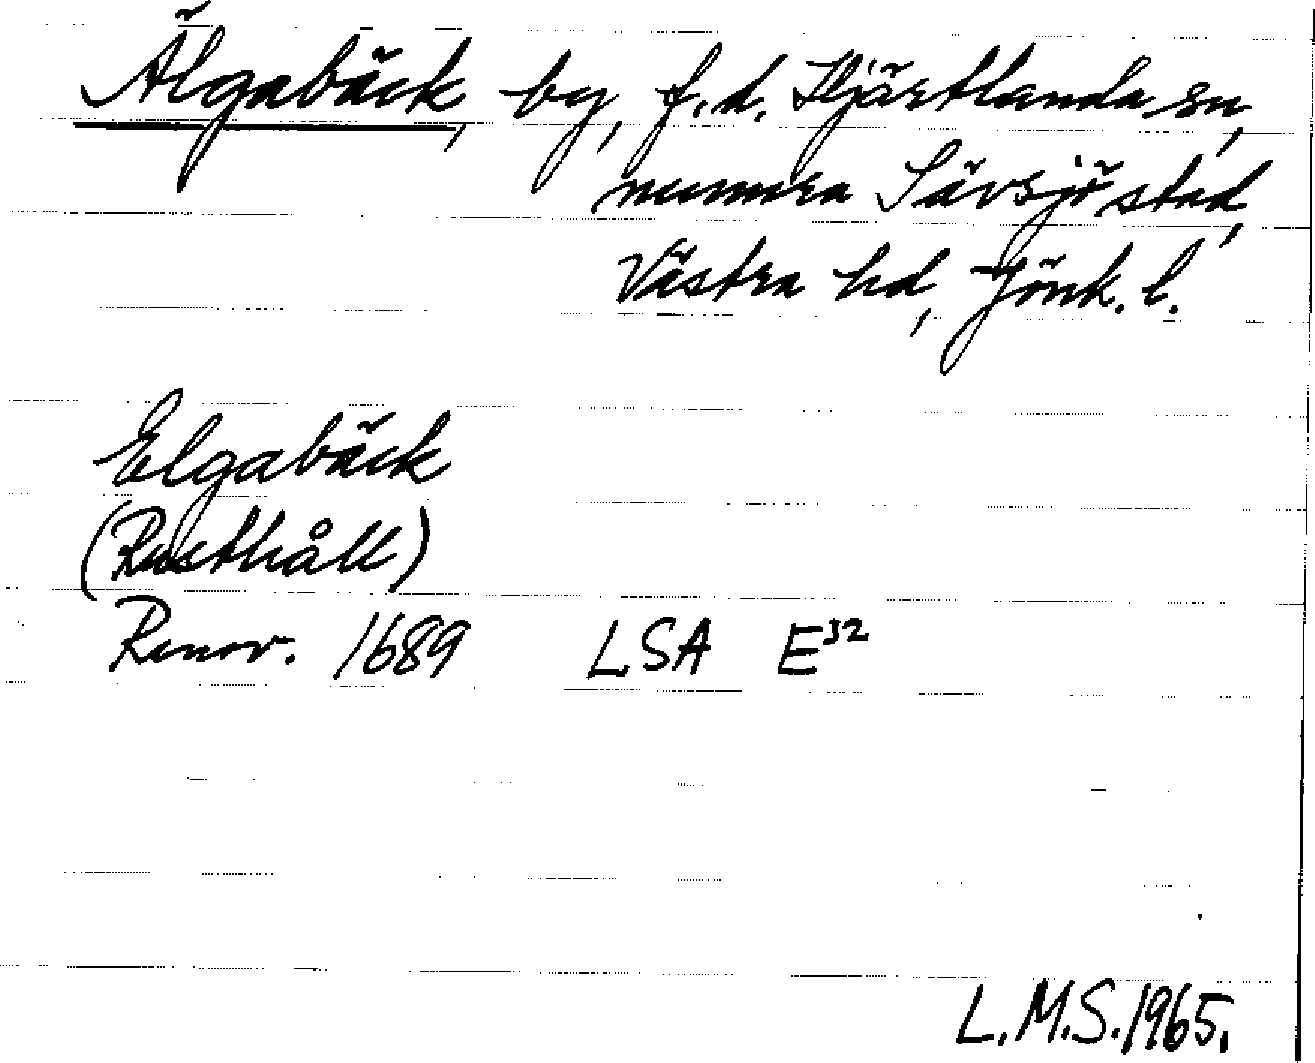 Älgabäck, by, f.d. Hjärtlanda sn,
numera Sävsjö stad,
Västra hd, Jönk. l.
Elgabäck
(Rusthåll)
Renov. 1689 LSA E32
L.M.S. 1965.